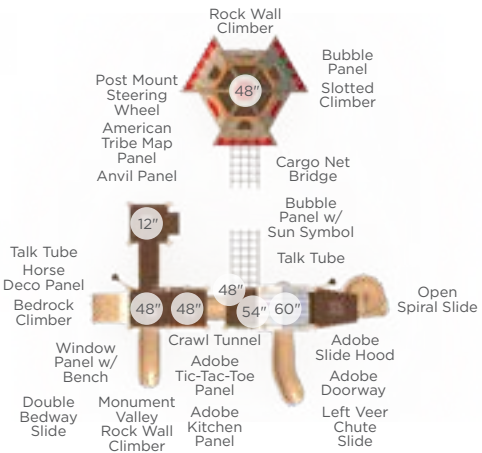 Rock Wall
Climber
Bubble
Panel
Slotted
Climber
Post Mount
Steering
Wheel
American
Tribe Map
Panel
Anvil Panel
48"
Cargo Net
Bridge
Bubble
Panel w/
Sun Symbol
Talk Tube
12"
Talk Tube
Horse
Deco Panel
Bedrock
Climber
48"
48"
48"
54"
60"
Open
Spiral Slide
Crawl Tunnel
Window
Panel w/
Bench
Adobe
Tic-Tac-Toe
Panel
Adobe
Slide Hood
Adobe
Doorway
Double
Bedway
Slide
Monument
Valley
Rock Wall
Climber
Adobe
Kitchen
Panel
Left Veer
Chute
Slide